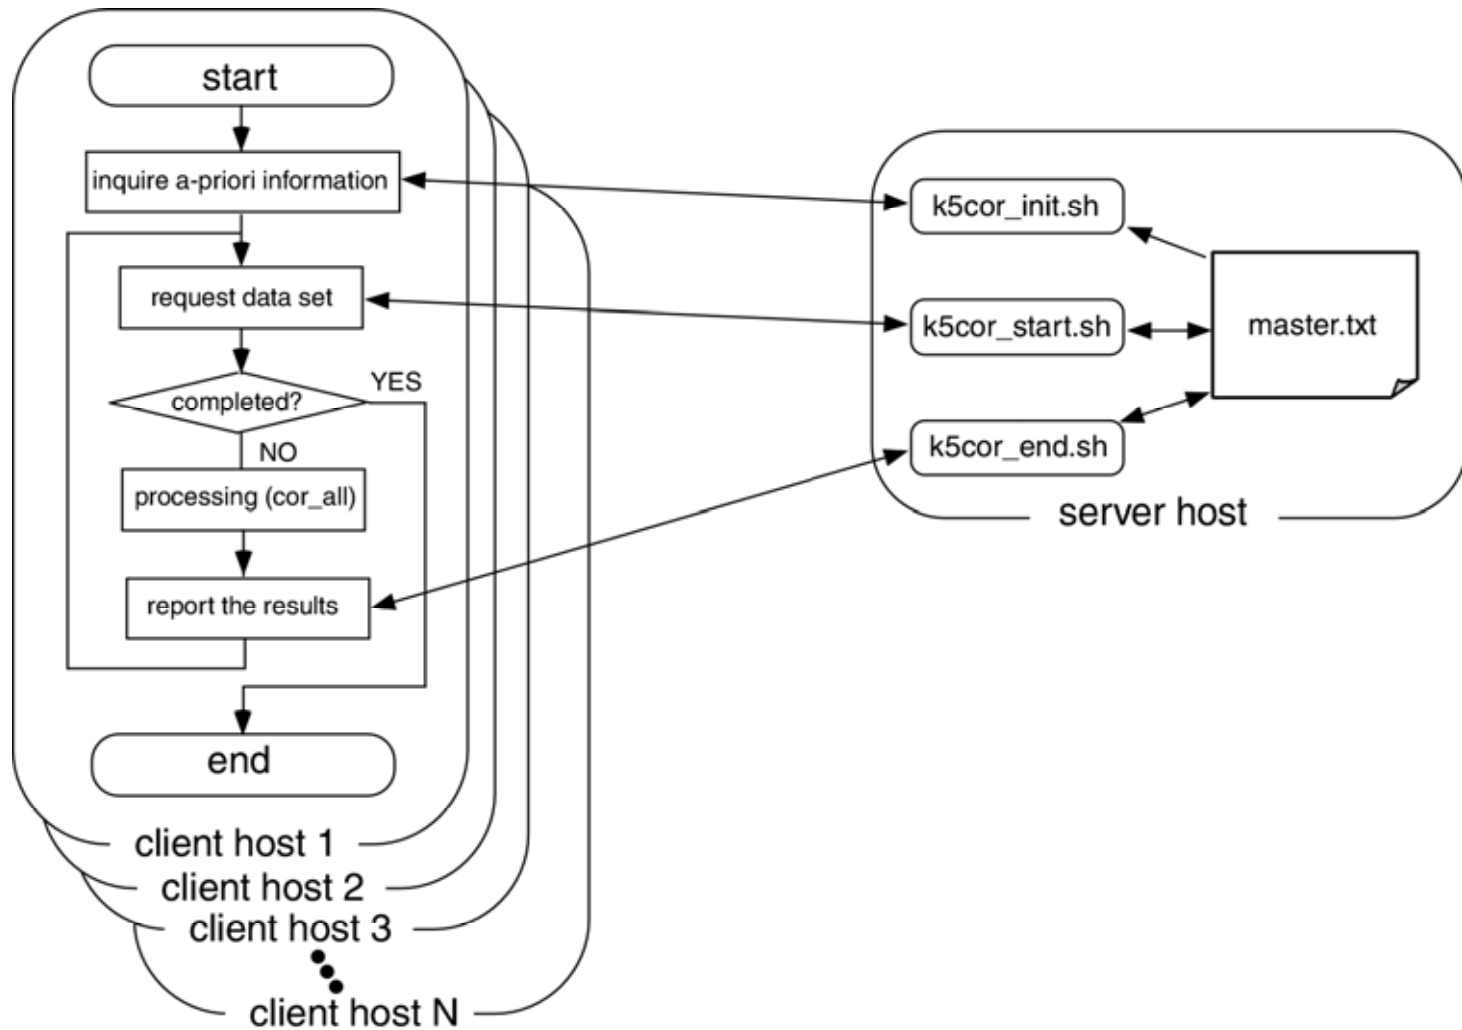 start
inquire a-priori information
request data set
completed?
YES
NO
processing (cor_all)
report the results
end
client host 1
client host 2
client host 3
client host N
k5cor_init.sh
k5cor_start.sh
k5cor_end.sh
master.txt
server host